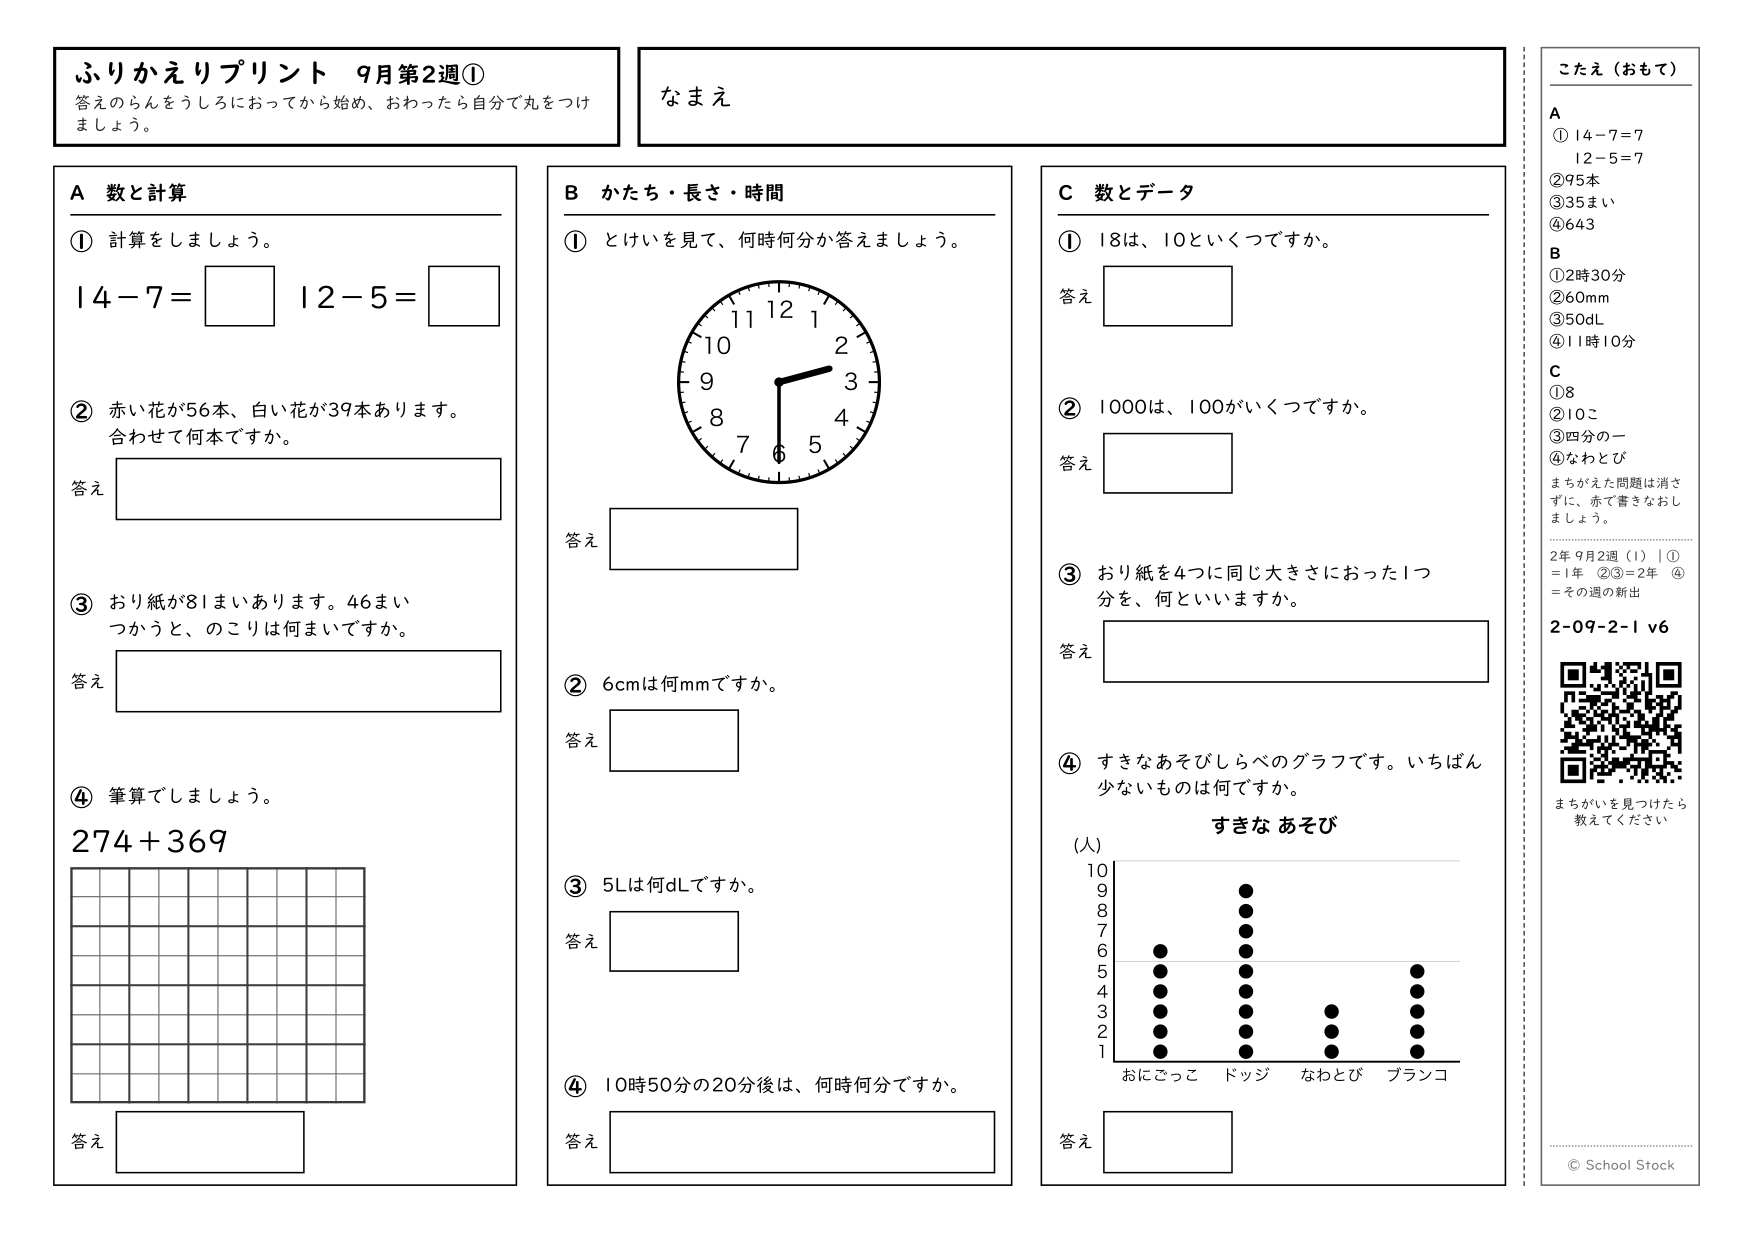 ふりかえりプリント　9月第2週①
答えのらんをうしろにおってから始め、おわったら自分で丸をつけ
ましょう。
なまえ
A　数と計算
① 計算をしましょう。
14－7＝
12－5＝
② 赤い花が56本、白い花が39本あります。
合わせて何本ですか。
答え
③ おり紙が81まいあります。46まい
つかうと、のこりは何まいですか。
答え
④ 筆算でしましょう。
274＋369
答え
B　かたち・長さ・時間
① とけいを見て、何時何分か答えましょう。
12
1
2
3
4
5
6
7
8
9
10
11
答え
② 6cmは何mmですか。
答え
③ 5Lは何dLですか。
答え
④ 10時50分の20分後は、何時何分ですか。
答え
C　数とデータ
① 18は、10といくつですか。
答え
② 1000は、100がいくつですか。
答え
③ おり紙を4つに同じ大きさにおった1つ
分を、何といいますか。
答え
④ すきなあそびしらべのグラフです。いちばん
少ないものは何ですか。
すきな あそび
(人)
10
9
8
7
6
5
4
3
2
1
おにごっこ　ドッジ　なわとび　ブランコ
答え
こたえ（おもて）
A
① 14－7＝7
12－5＝7
②95本
③35まい
④643
B
①2時30分
②60mm
③50dL
④11時10分
C
①8
②10こ
③四分の一
④なわとび
まちがえた問題は消さ
ずに、赤で書きなおし
ましょう。
2年 9月2週（1）｜①
＝1年　②③＝2年　④
＝その週の新出
2-09-2-1 v6
まちがいを見つけたら
教えてください
© School Stock